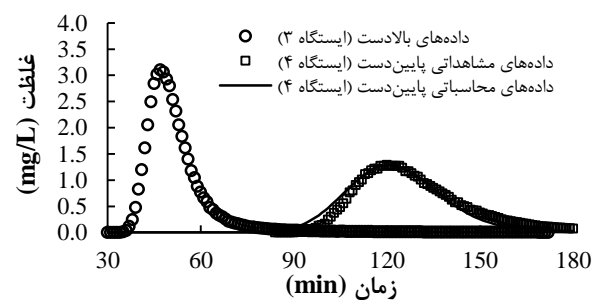 داده‌های بالادست (ایستگاه ۳)
داده‌های مشاهداتی پایین‌دست (ایستگاه ۴)
داده‌های محاسباتی پایین‌دست (ایستگاه ۴)
غلظت (mg/L)
4.0
3.5
3.0
2.5
2.0
1.5
1.0
0.5
0.0
30 60 90 120 150 180
زمان (min)